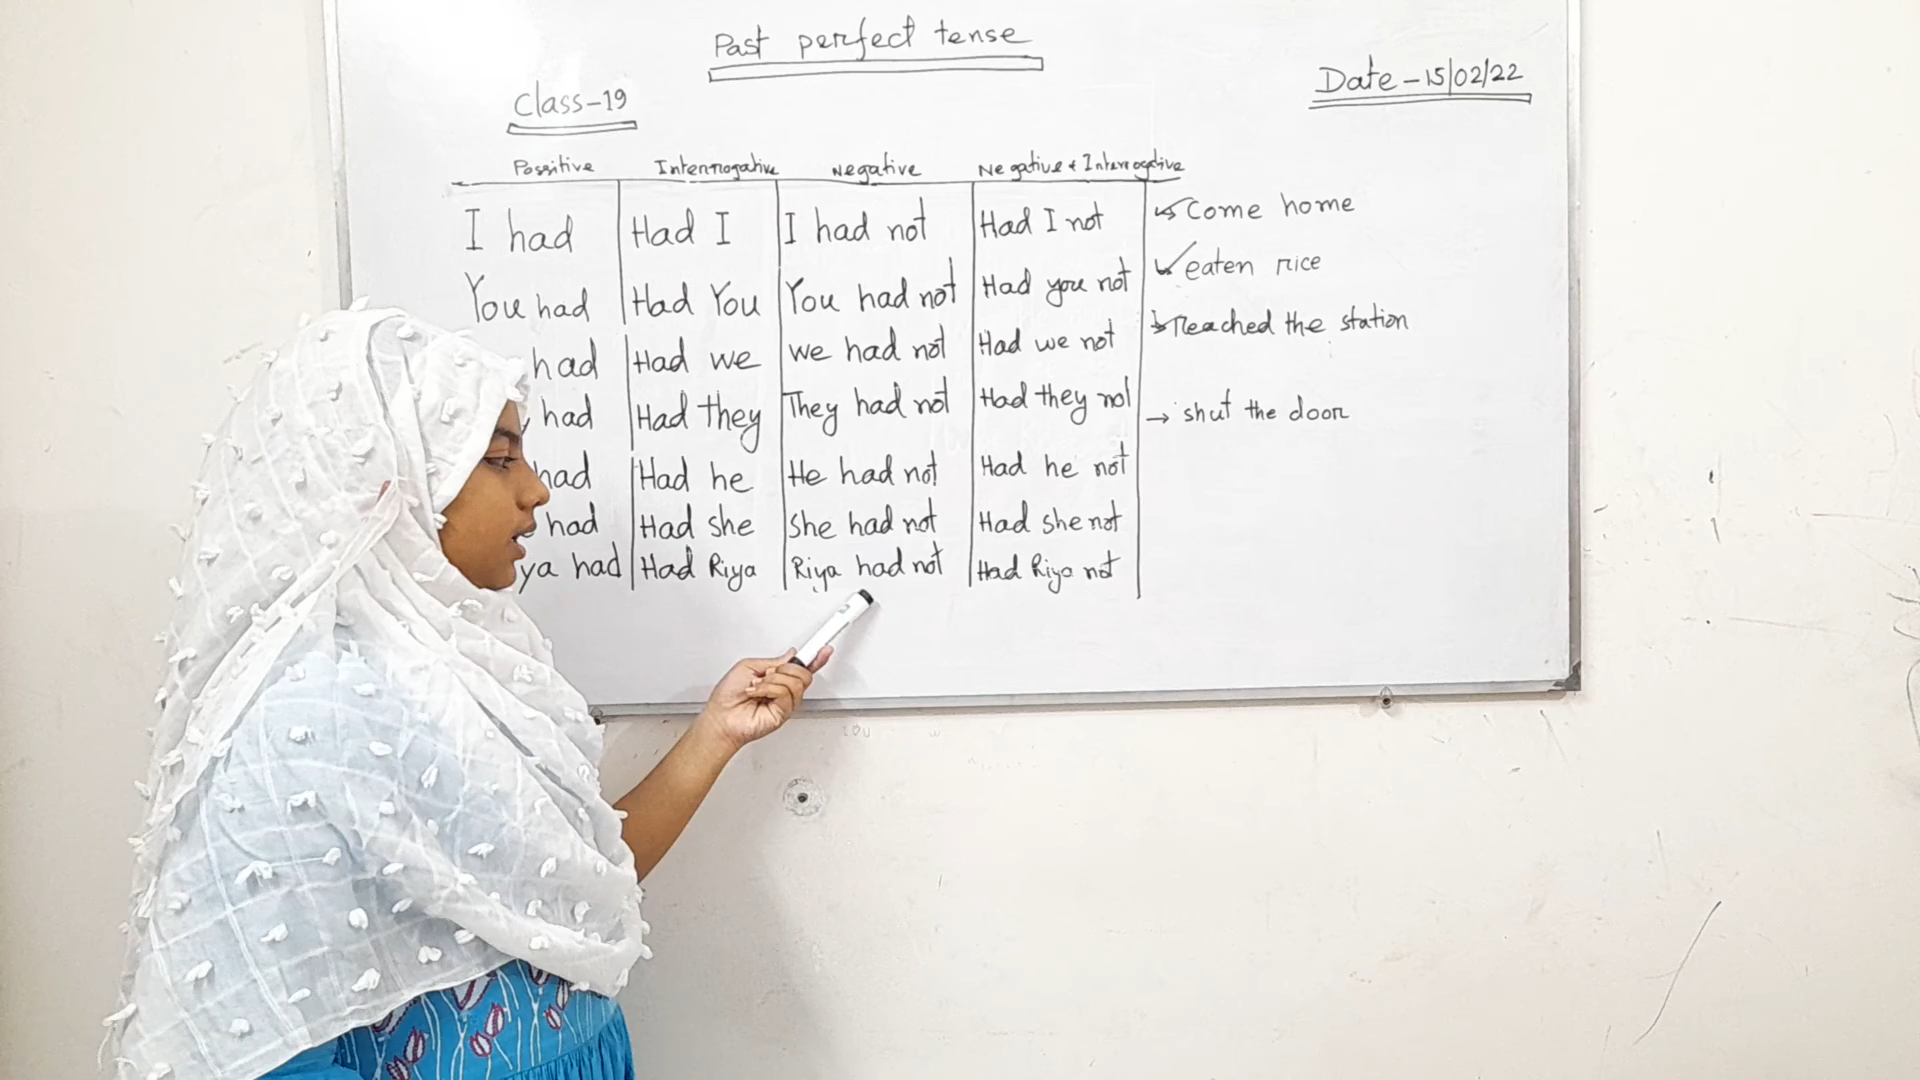 Past perfect tense
Date-15/02/22
Class-19
Possitive Interrogative Negative Negative + Interrogative
I had Had I I had not Had I not Come home
You had Had You You had not Had you not eaten rice
had Had we we had not Had we not Reached the station
had Had they They had not Had they not shut the door
had Had he He had not Had he not
had Had she She had not Had she not
ya had Had Riya Riya had not Had Riya not